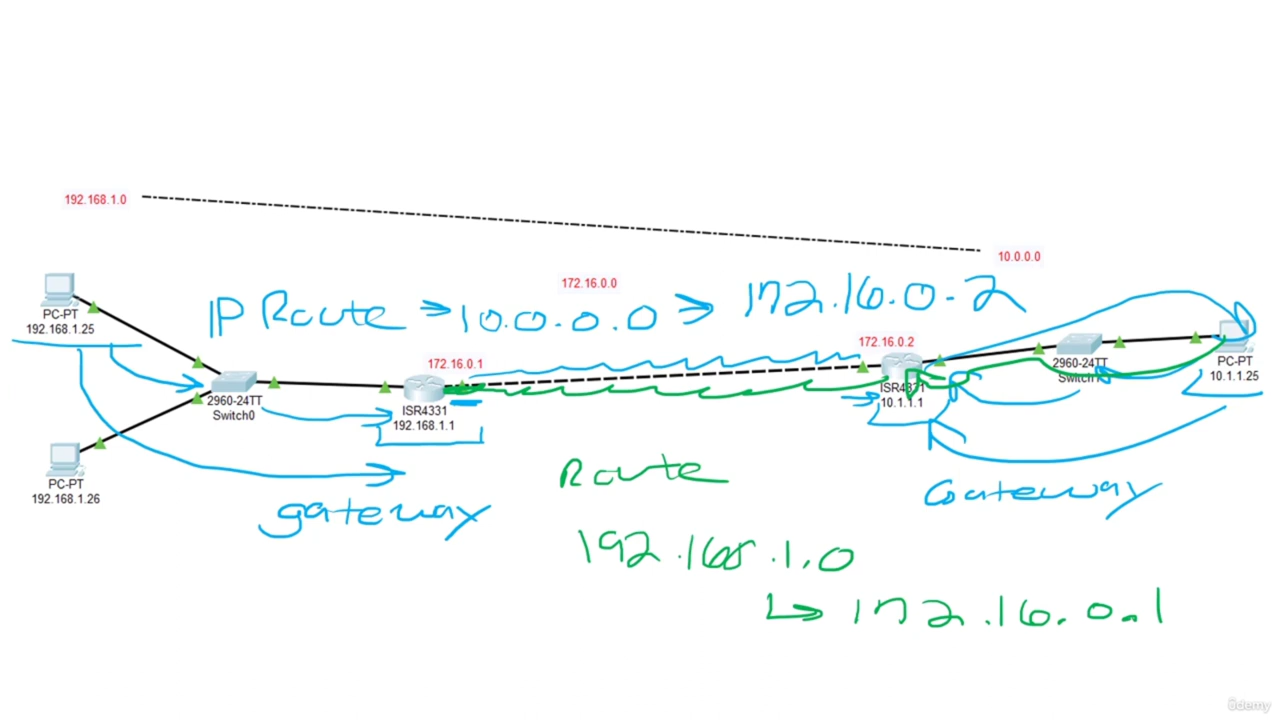 192.168.1.0
10.0.0.0
172.16.0.0
IP Route → 10.0.0.0 → 172.16.0.2
PC-PT
192.168.1.25
172.16.0.1
172.16.0.2
2960-24TT
Switch0
ISR4331
192.168.1.1
ISR4331
10.1.1.1
2960-24TT
Switch1
PC-PT
10.1.1.25
PC-PT
192.168.1.26
gateway
Route
Gateway
192.168.1.0
↳ 172.16.0.1
ûdemy